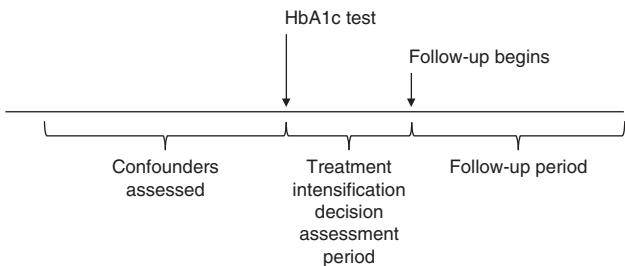 HbA1c test
Follow-up begins
Confounders
assessed
Treatment
intensification
decision
assessment
period
Follow-up period